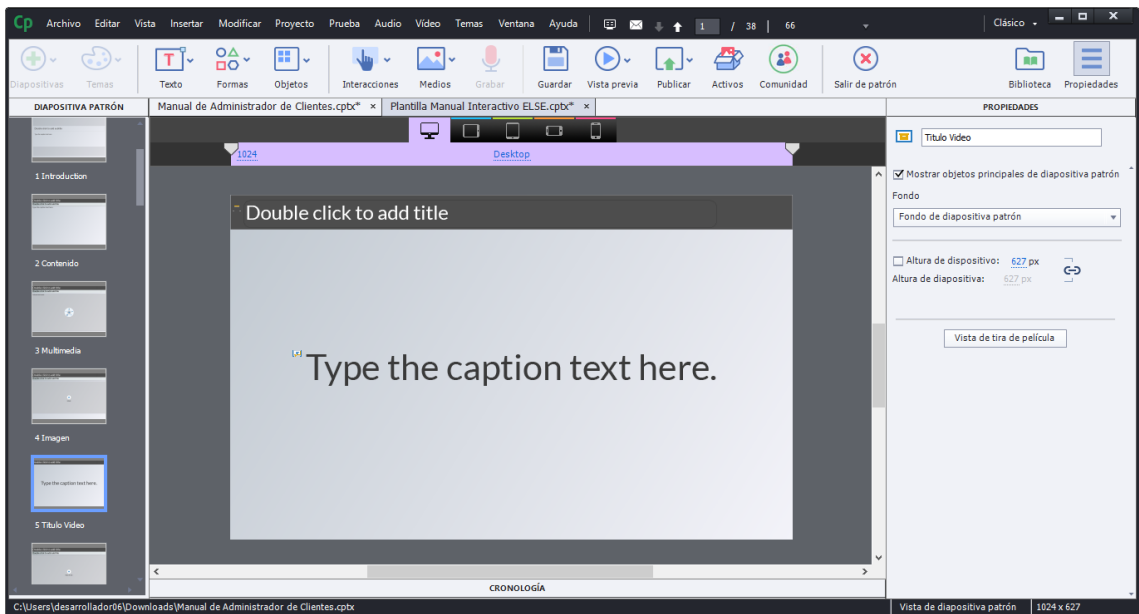 Cp Archivo Editar Vista Insertar Modificar Proyecto Prueba Audio Vídeo Temas Ventana Ayuda 1 / 38 66 Clásico
Diapositivas Temas Texto Formas Objetos Interacciones Medios Grabar Guardar Vista previa Publicar Activos Comunidad Salir de patrón Biblioteca Propiedades
DIAPOSITIVA PATRÓN
Manual de Administrador de Clientes.cptx* × Plantilla Manual Interactivo ELSE.cptx* ×
PROPIEDADES
1024 Desktop
Titulo Video
Mostrar objetos principales de diapositiva patrón
Fondo
Fondo de diapositiva patrón
Altura de dispositivo: 627 px
Altura de diapositiva: 627 px
Vista de tira de película
1 Introduction
2 Contenido
3 Multimedia
4 Imagen
Type the caption text here.
5 Titulo Video
Double click to add title
Type the caption text here.
CRONOLOGÍA
C:\Users\desarrollador06\Downloads\Manual de Administrador de Clientes.cptx
Vista de diapositiva patrón 1024 x 627